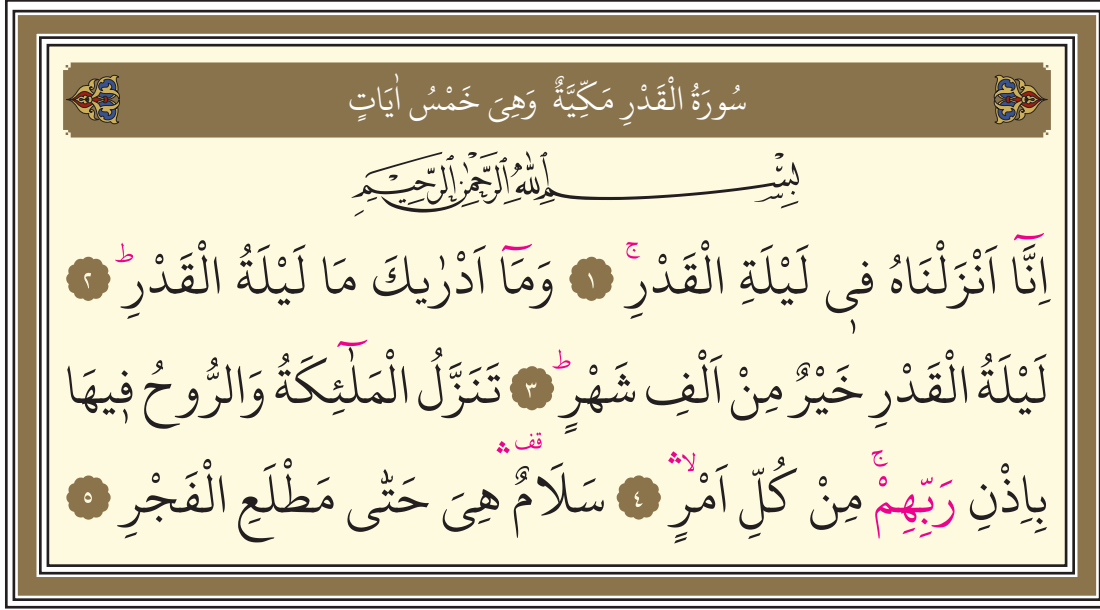 سُورَةُ الْقَدْرِ مَكِّيَّةٌ وَهِىَ خَمْسُ اٰيَاتٍ
بِسْمِ اللّٰهِ الرَّحْمٰنِ الرَّحِيمِ
اِنَّٓا اَنْزَلْنَاهُ ف۪ى لَيْلَةِ الْقَدْرِۚ ﴿١﴾ وَمَٓا اَدْرٰيكَ مَا لَيْلَةُ الْقَدْرِۜ ﴿٢﴾
لَيْلَةُ الْقَدْرِ خَيْرٌ مِنْ اَلْفِ شَهْرٍۜ ﴿٣﴾ تَنَزَّلُ الْمَلٰٓئِكَةُ وَالرُّوحُ ف۪يهَا
بِاِذْنِ رَبِّهِمْۚ مِنْ كُلِّ اَمْرٍۙۛ ﴿٤﴾ سَلَامٌ قف ۛ هِىَ حَتّٰى مَطْلَعِ الْفَجْرِ ﴿٥﴾